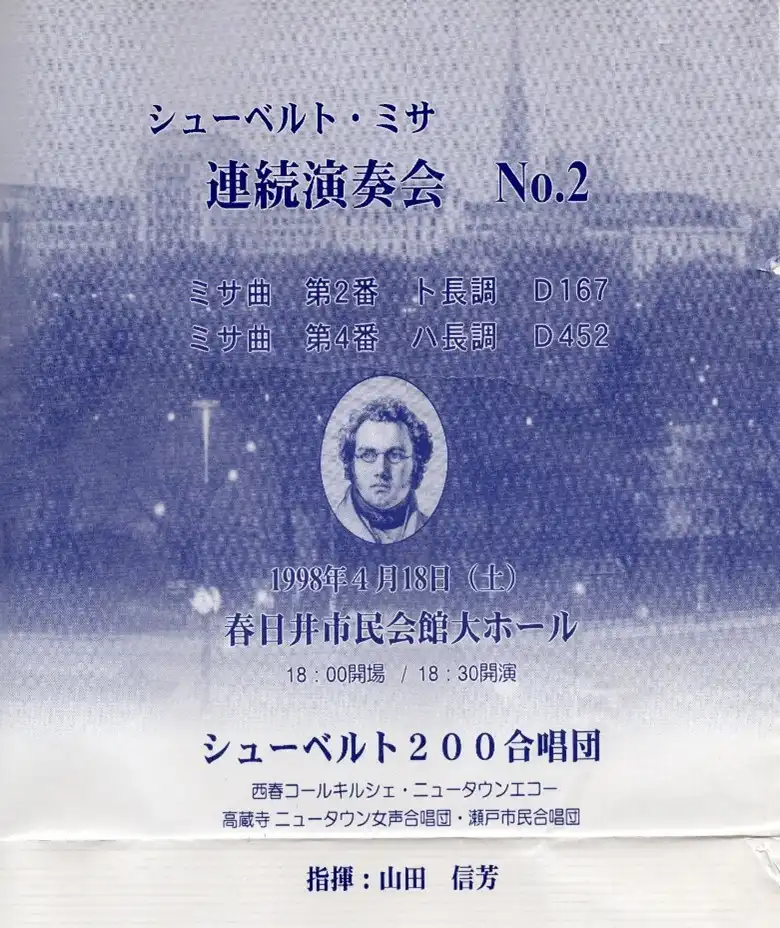 シューベルト・ミサ
連続演奏会　No.2
ミサ曲　第2番　ト長調　D167
ミサ曲　第4番　ハ長調　D452
1998年4月18日（土）
春日井市民会館大ホール
18：00開場 / 18：30開演
シューベルト２００合唱団
西春コールキルシェ・ニュータウンエコー
高蔵寺 ニュータウン女声合唱団・瀬戸市民合唱団
指揮：山田　信芳